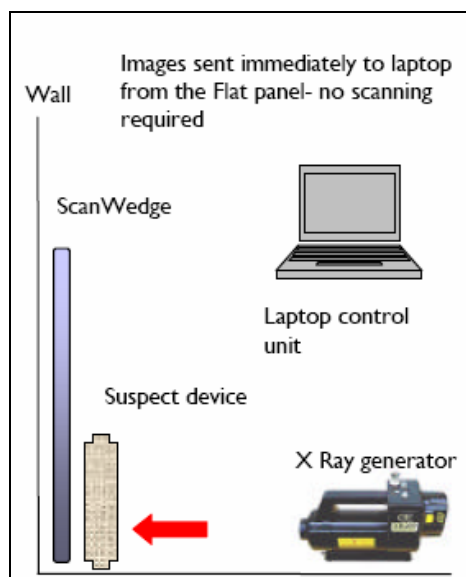 Images sent immediately to laptop
from the Flat panel- no scanning
required
Wall
ScanWedge
Laptop control
unit
Suspect device
X Ray generator